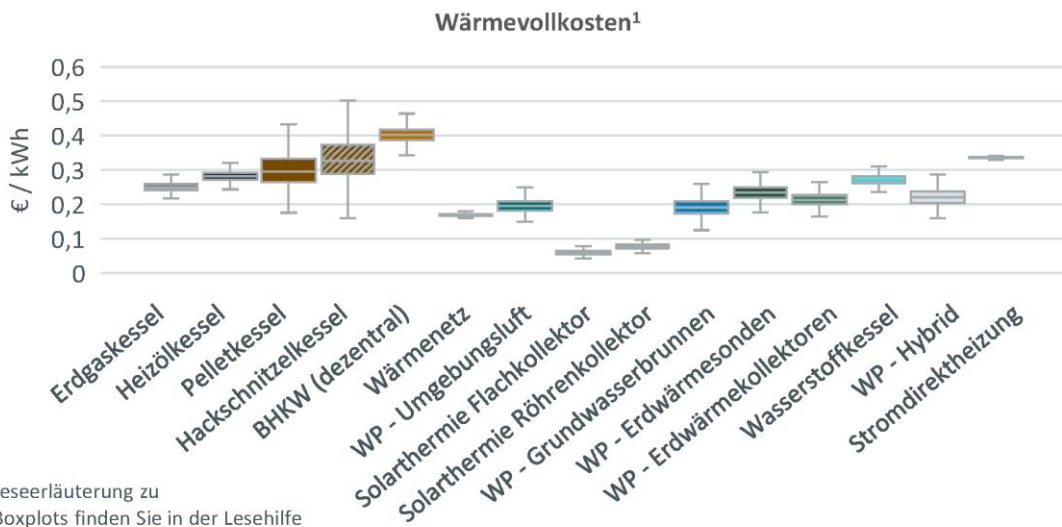 Wärmevollkosten¹
€ / kWh
0,6
0,5
0,4
0,3
0,2
0,1
0
Erdgaskessel
Heizölkessel
Pelletkessel
Hackschnitzelkessel
BHKW (dezentral)
Wärmenetz
WP - Umgebungsluft
Solarthermie Flachkollektor
Solarthermie Röhrenkollektor
WP - Grundwasserbrunnen
WP - Erdwärmesonden
WP - Erdwärmekollektoren
Wasserstoffkessel
WP - Hybrid
Stromdirektheizung
eseerläuterung zu
Boxplots finden Sie in der Lesehilfe